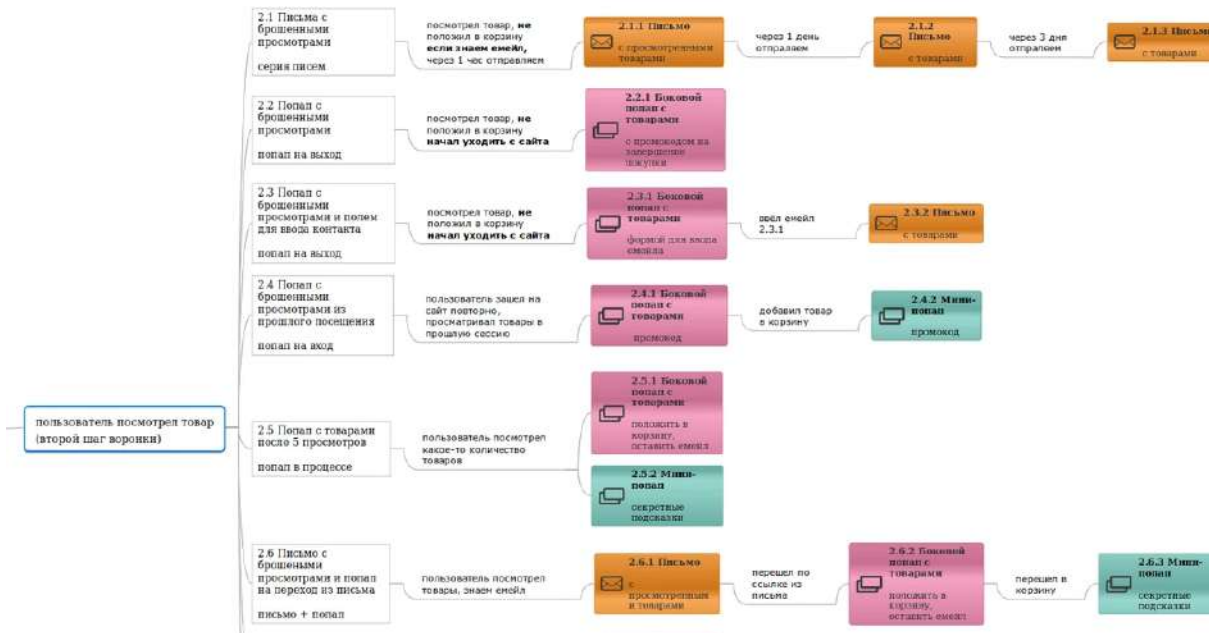 2.1 Письма с
брошенными
просмотрами
серия писем
посмотрел товар, не
положил в корзину
если знаем емейл,
через 1 час отправляем
2.1.1 Письмо
с просмотренными
товарами
через 1 день
отпраляем
2.1.2
Письмо
с товарами
через 3 дня
отпраляем
2.1.3 Письмо
с товарами
2.2 Попап с
брошенными
просмотрами
попап на выход
посмотрел товар, не
положил в корзину
начал уходить с сайта
2.2.1 Боковой
попап с
товарами
с промокодом на
завершение
покупки
2.3 Попап с
брошенными
просмотрами и полем
для ввода контакта
попап на выход
посмотрел товар, не
положил в корзину
начал уходить с сайта
2.3.1 Боковой
попап с
товарами
формой для ввода
емейла
ввёл емейл
2.3.1
2.3.2 Письмо
с товарами
2.4 Попап с
брошенными
просмотрами из
прошлого посещения
попап на вход
пользователь зашел на
сайт повторно,
просматривал товары в
прошлую сессию
2.4.1 Боковой
попап с
товарами
промокод
добавил товар
в корзину
2.4.2 Мини-
попап
промокод
пользователь посмотрел товар
(второй шаг воронки)
2.5 Попап с товарами
после 5 просмотров
попап в процессе
пользователь посмотрел
какое-то количество
товаров
2.5.1 Боковой
попап с
товарами
положить в
корзину,
оставить емейл
2.5.2 Мини-
попап
секретные
подсказки
2.6 Письмо с
брошеными
просмотрами и попап
на переход из письма
письмо + попап
пользователь посмотрел
товары, знаем емейл
2.6.1 Письмо
с
просмотренным
и товарами
перешел по
ссылке из
письма
2.6.2 Боковой
попап с
товарами
положить в
корзину,
оставить емейл
перешел в
корзину
2.6.3 Мини-
попап
секретные
подсказки